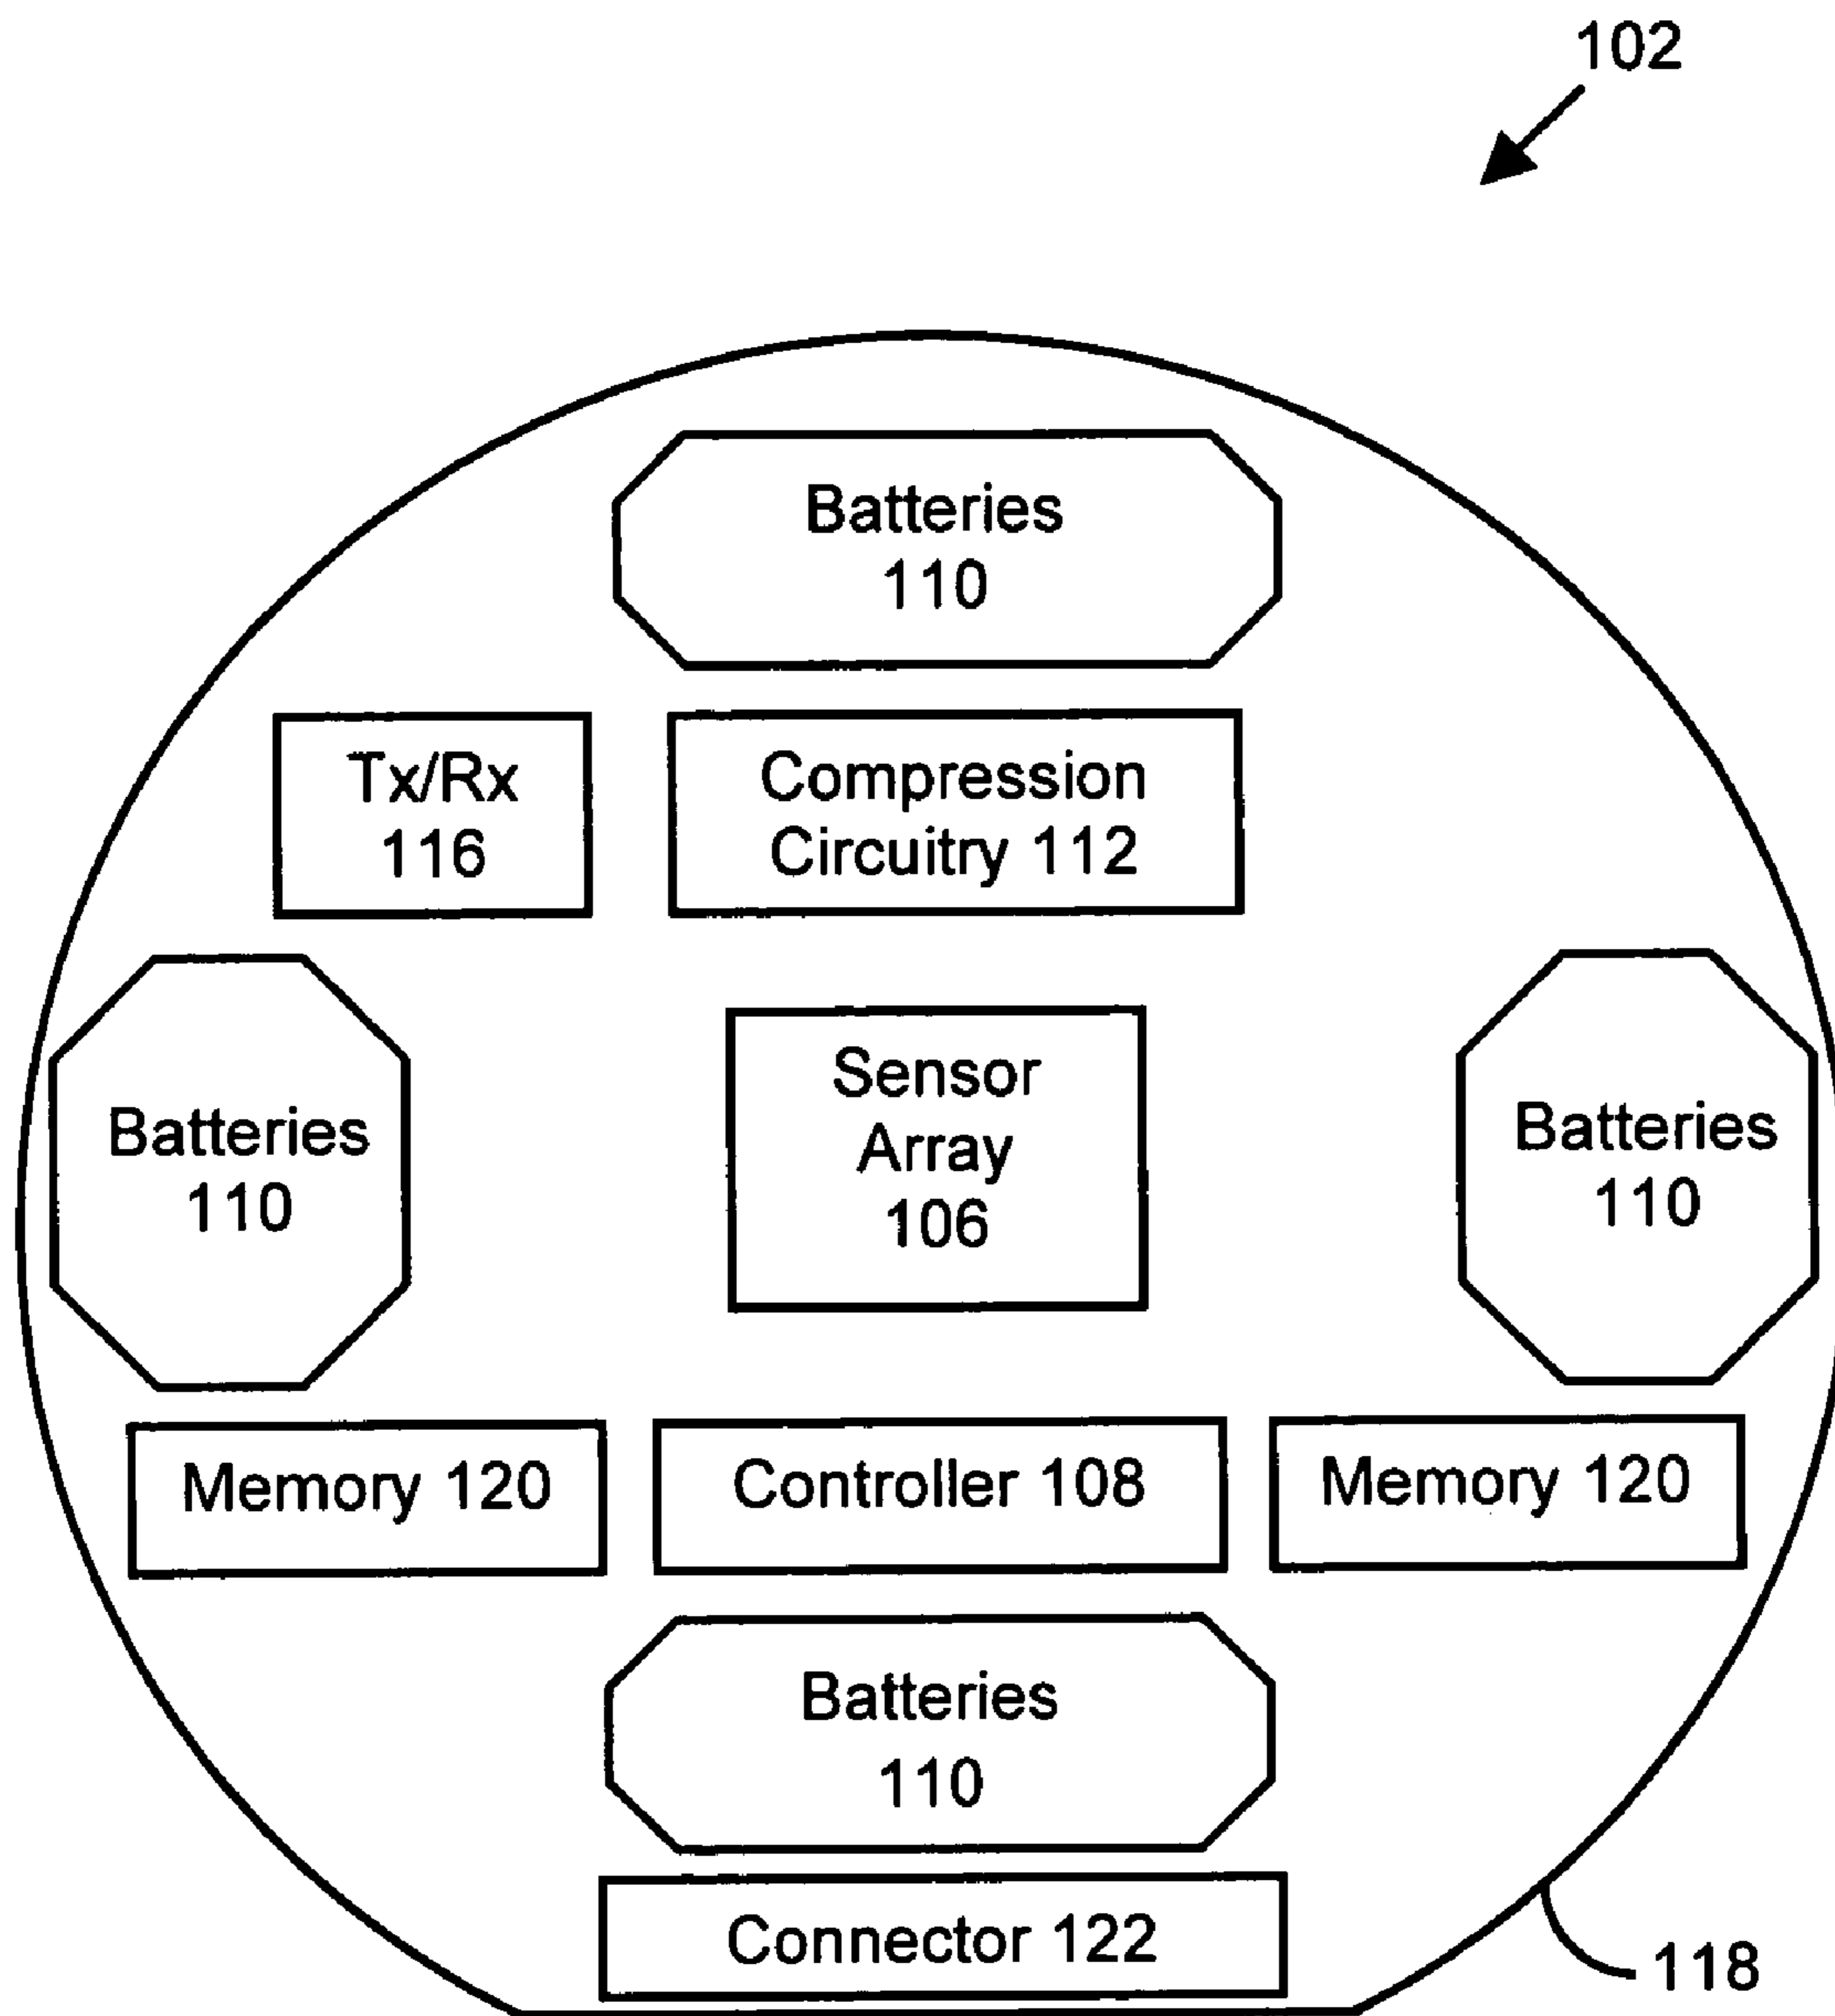 102
Batteries
110
Tx/Rx
116
Compression
Circuitry 112
Batteries
110
Sensor
Array
106
Batteries
110
Memory 120
Controller 108
Memory 120
Batteries
110
Connector 122
118